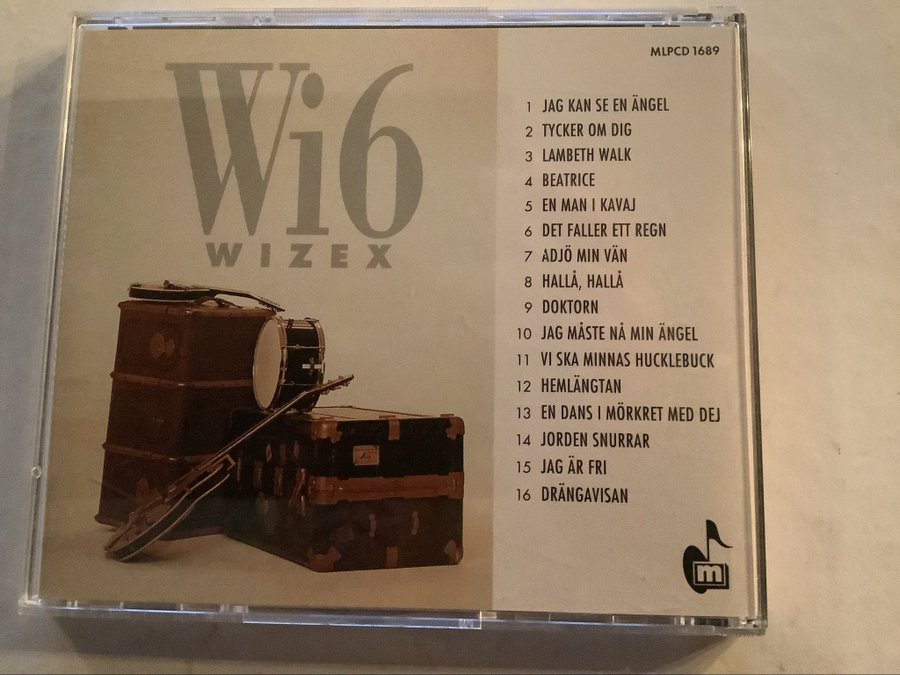 Wi6
WIZEX
MLPCD 1689
1 JAG KAN SE EN ÄNGEL
2 TYCKER OM DIG
3 LAMBETH WALK
4 BEATRICE
5 EN MAN I KAVAJ
6 DET FALLER ETT REGN
7 ADJÖ MIN VÄN
8 HALLÅ, HALLÅ
9 DOKTORN
10 JAG MÅSTE NÅ MIN ÄNGEL
11 VI SKA MINNAS HUCKLEBUCK
12 HEMLÄNGTAN
13 EN DANS I MÖRKRET MED DEJ
14 JORDEN SNURRAR
15 JAG ÄR FRI
16 DRÄNGAVISAN
m